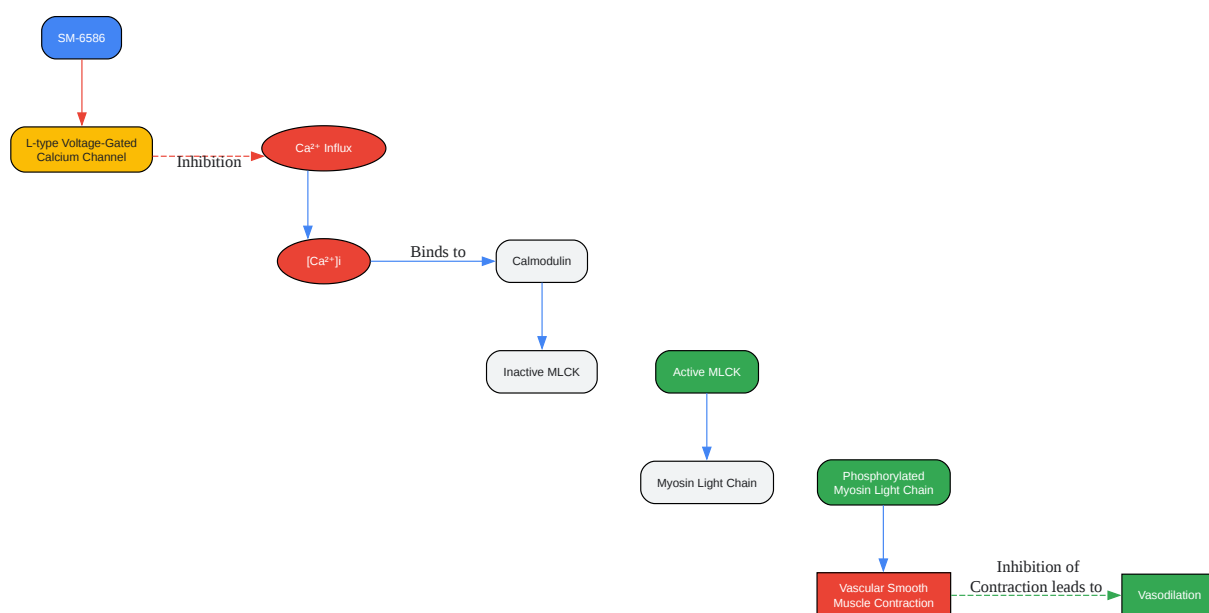 SM-6586
L-type Voltage-Gated
Calcium Channel
Inhibition
Ca²⁺ Influx
[Ca²⁺]i
Binds to
Calmodulin
Inactive MLCK
Active MLCK
Myosin Light Chain
Phosphorylated
Myosin Light Chain
Vascular Smooth
Muscle Contraction
Inhibition of
Contraction leads to
Vasodilation